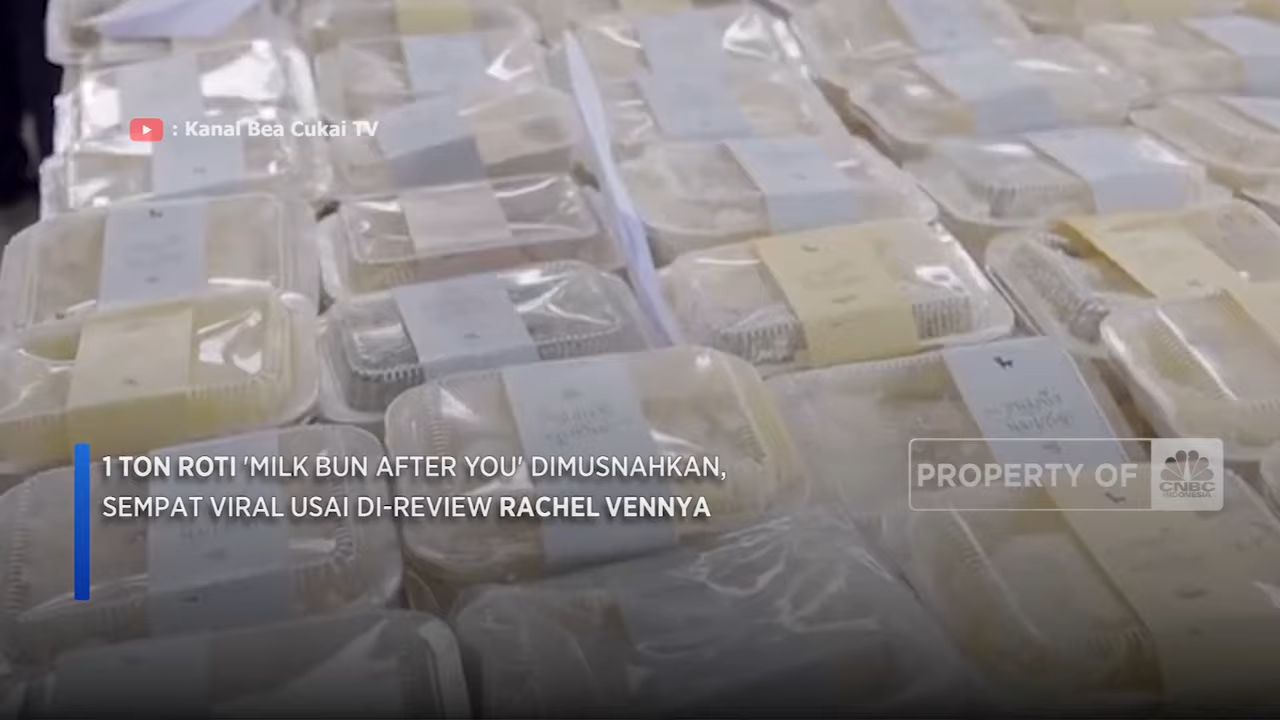 : Kanal Bea Cukai TV
1 TON ROTI 'MILK BUN AFTER YOU' DIMUSNAHKAN,
SEMPAT VIRAL USAI DI-REVIEW RACHEL VENNYA
PROPERTY OF
CNBC
INDONESIA